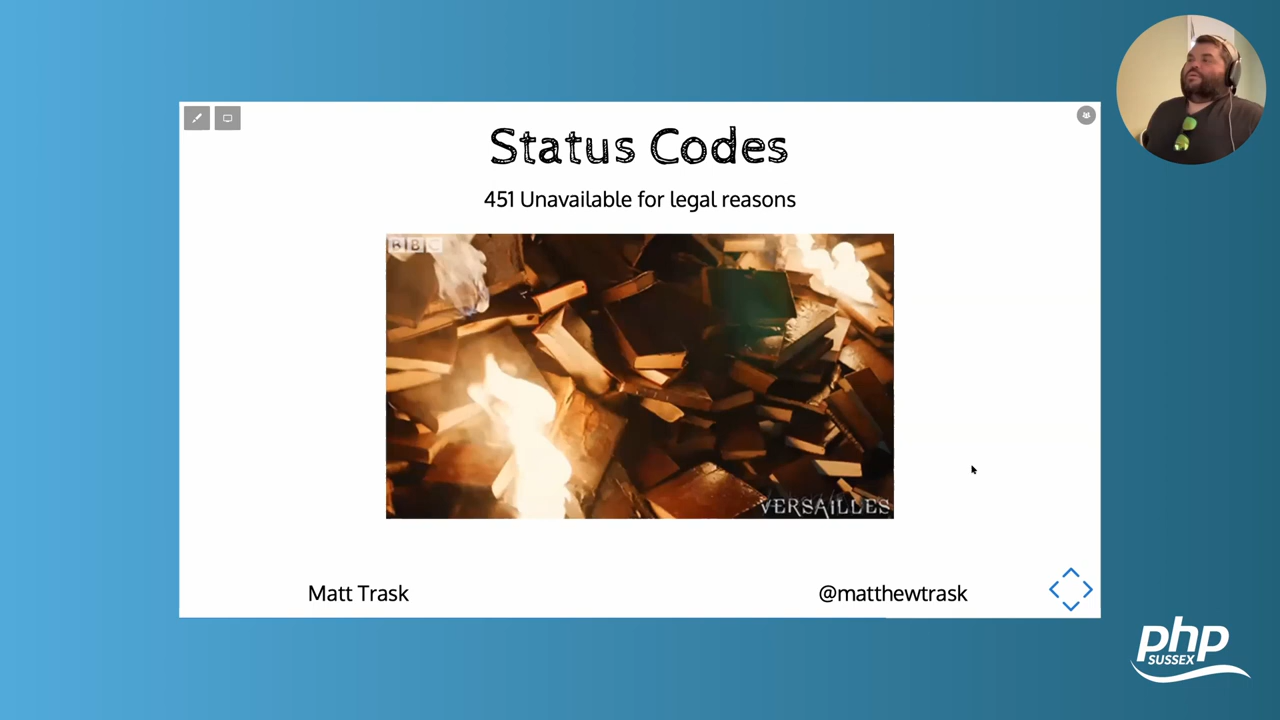 Status Codes
451 Unavailable for legal reasons
BBC
VERSAILLES
Matt Trask
@matthewtrask
php
SUSSEX